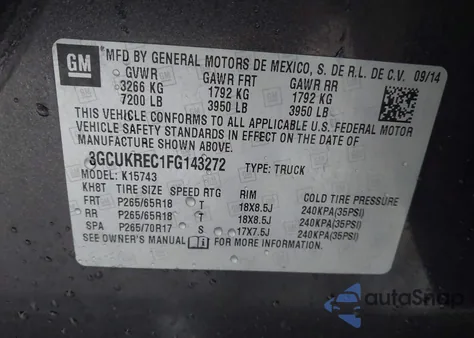 GM MFD BY GENERAL MOTORS DE MEXICO, S. DE R.L. DE C.V. 09/14
GVWR GAWR FRT GAWR RR
3266 KG 1792 KG 1792 KG
7200 LB 3950 LB 3950 LB
THIS VEHICLE CONFORMS TO ALL APPLICABLE U.S. FEDERAL MOTOR
VEHICLE SAFETY AND THEFT PREVENTION STANDARDS IN EFFECT ON THE DATE OF
MANUFACTURE SHOWN ABOVE.
3GCUKREC1FG143272 TYPE: TRUCK
MODEL: K15743
KH8T TIRE SIZE SPEED RTG RIM COLD TIRE PRESSURE
FRT P265/65R18 T 18X8.5J 240KPA(35PSI)
RR P265/65R18 T 18X8.5J 240KPA(35PSI)
SPA P265/70R17 S 17X7.5J 240KPA(35PSI)
SEE OWNER'S MANUAL FOR MORE INFORMATION.
autoSnap